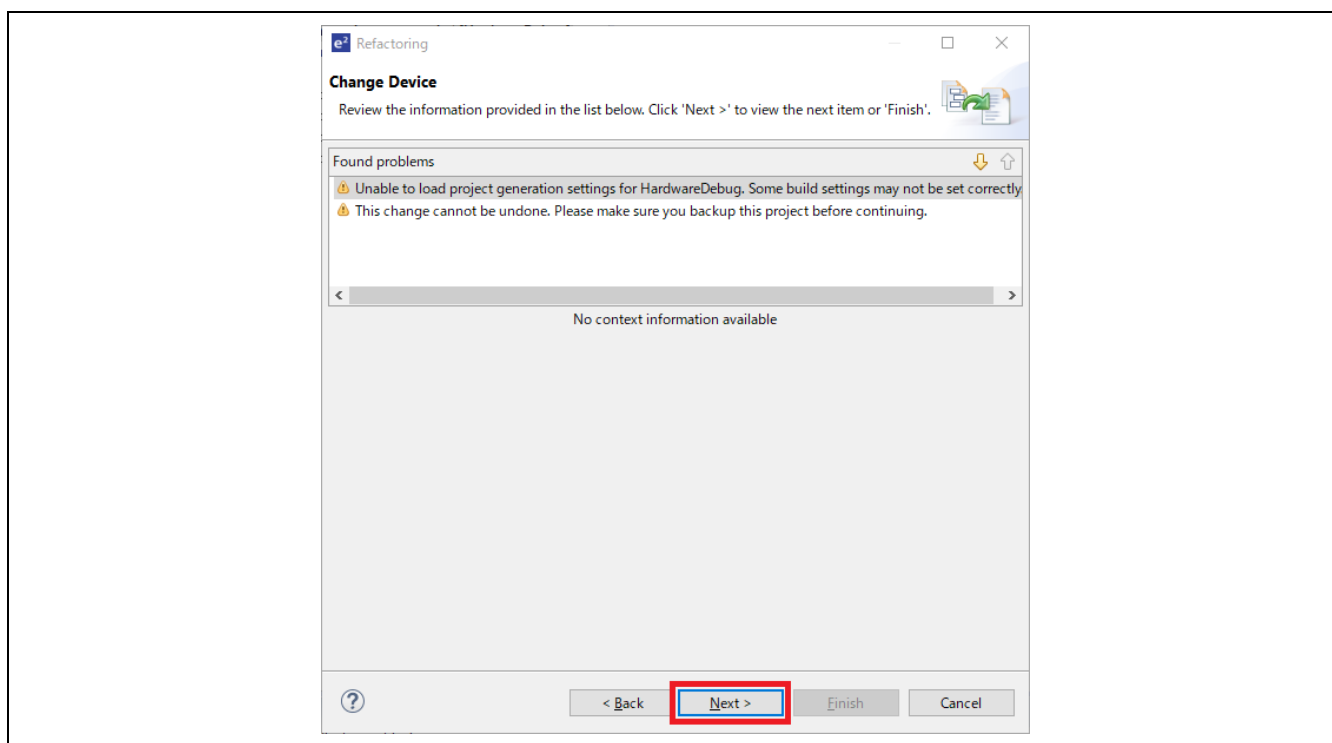 e² Refactoring
Change Device
Review the information provided in the list below. Click 'Next >' to view the next item or 'Finish'.
Found problems
Unable to load project generation settings for HardwareDebug. Some build settings may not be set correctly
This change cannot be undone. Please make sure you backup this project before continuing.
No context information available
< Back Next > Finish Cancel